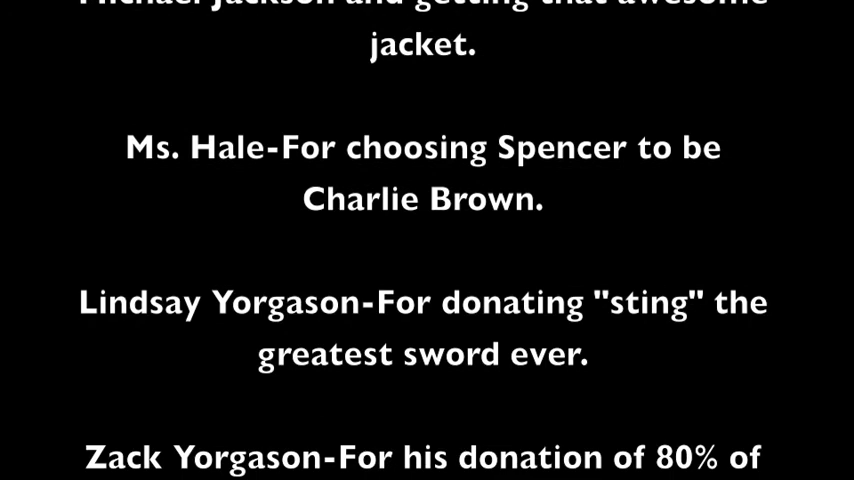 Michael Jackson and getting that awesome
jacket.
Ms. Hale-For choosing Spencer to be
Charlie Brown.
Lindsay Yorgason-For donating "sting" the
greatest sword ever.
Zack Yorgason-For his donation of 80% of